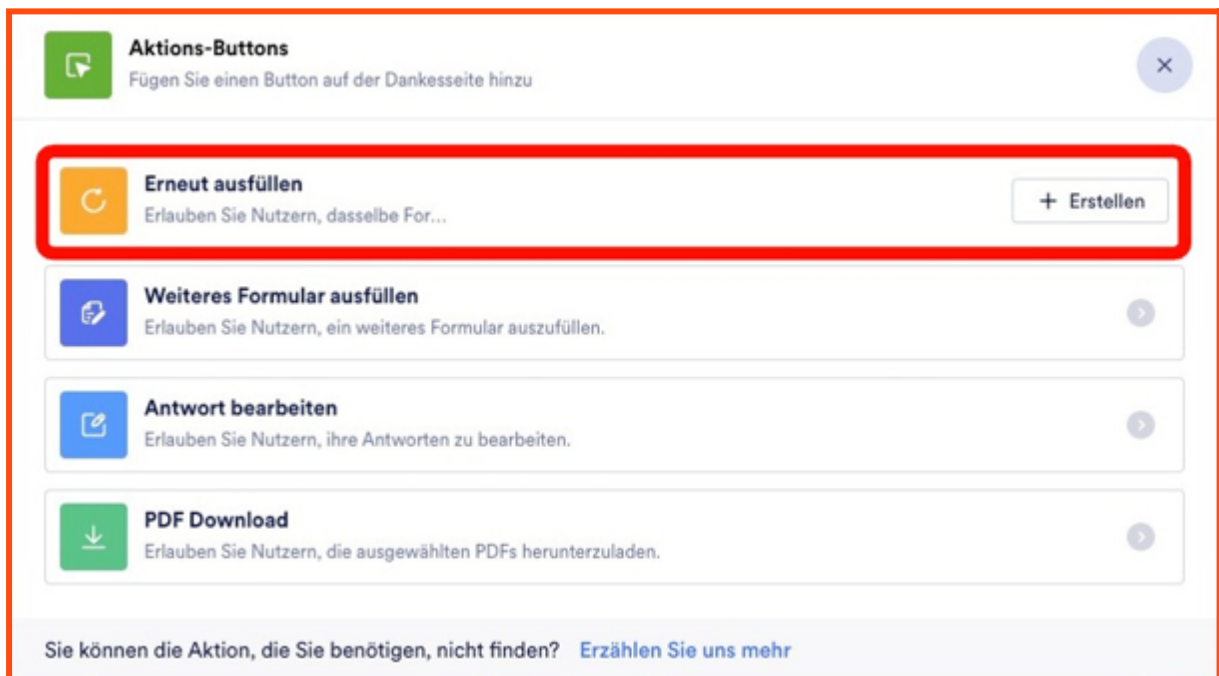 Aktions-Buttons
Fügen Sie einen Button auf der Dankesseite hinzu
Erneut ausfüllen
Erlauben Sie Nutzern, dasselbe For...
+ Erstellen
Weiteres Formular ausfüllen
Erlauben Sie Nutzern, ein weiteres Formular auszufüllen.
Antwort bearbeiten
Erlauben Sie Nutzern, ihre Antworten zu bearbeiten.
PDF Download
Erlauben Sie Nutzern, die ausgewählten PDFs herunterzuladen.
Sie können die Aktion, die Sie benötigen, nicht finden? Erzählen Sie uns mehr